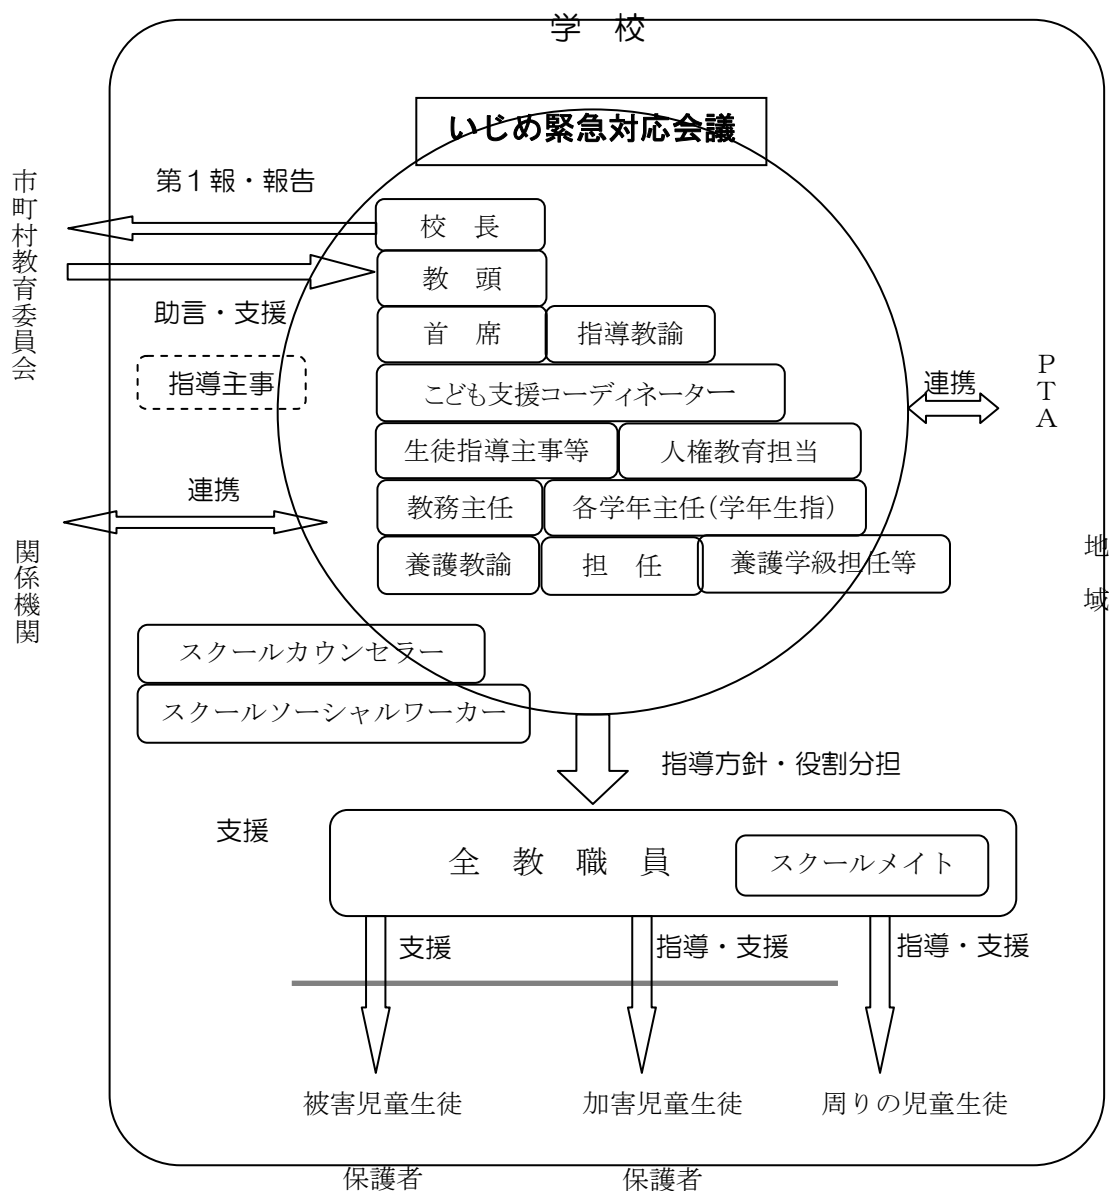 学　校
いじめ緊急対応会議
市町村教育委員会
第１報・報告
校　長
教　頭
助言・支援
首　席
指導教諭
指導主事
こども支援コーディネーター
連携
PTA
生徒指導主事等
人権教育担当
連携
教務主任
各学年主任(学年生指)
関係機関
養護教諭
担　任
養護学級担任等
地　域
スクールカウンセラー
スクールソーシャルワーカー
指導方針・役割分担
支援
全　教　職　員
スクールメイト
支援
指導・支援
指導・支援
被害児童生徒
加害児童生徒
周りの児童生徒
保護者
保護者